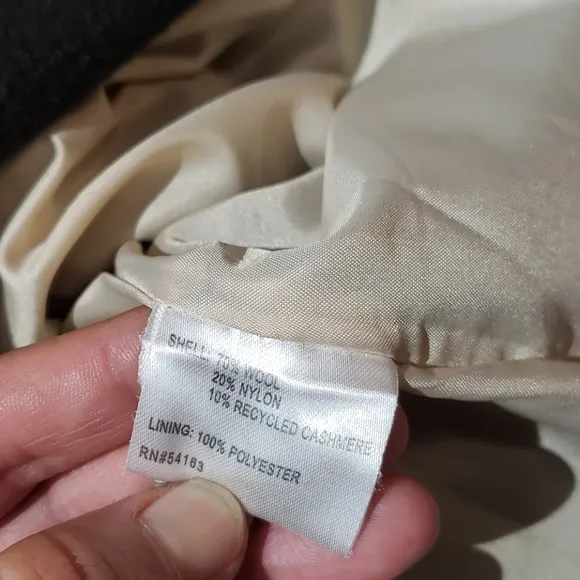 SHELL: 70% WOOL
20% NYLON
10% RECYCLED CASHMERE
LINING: 100% POLYESTER
RN#54163